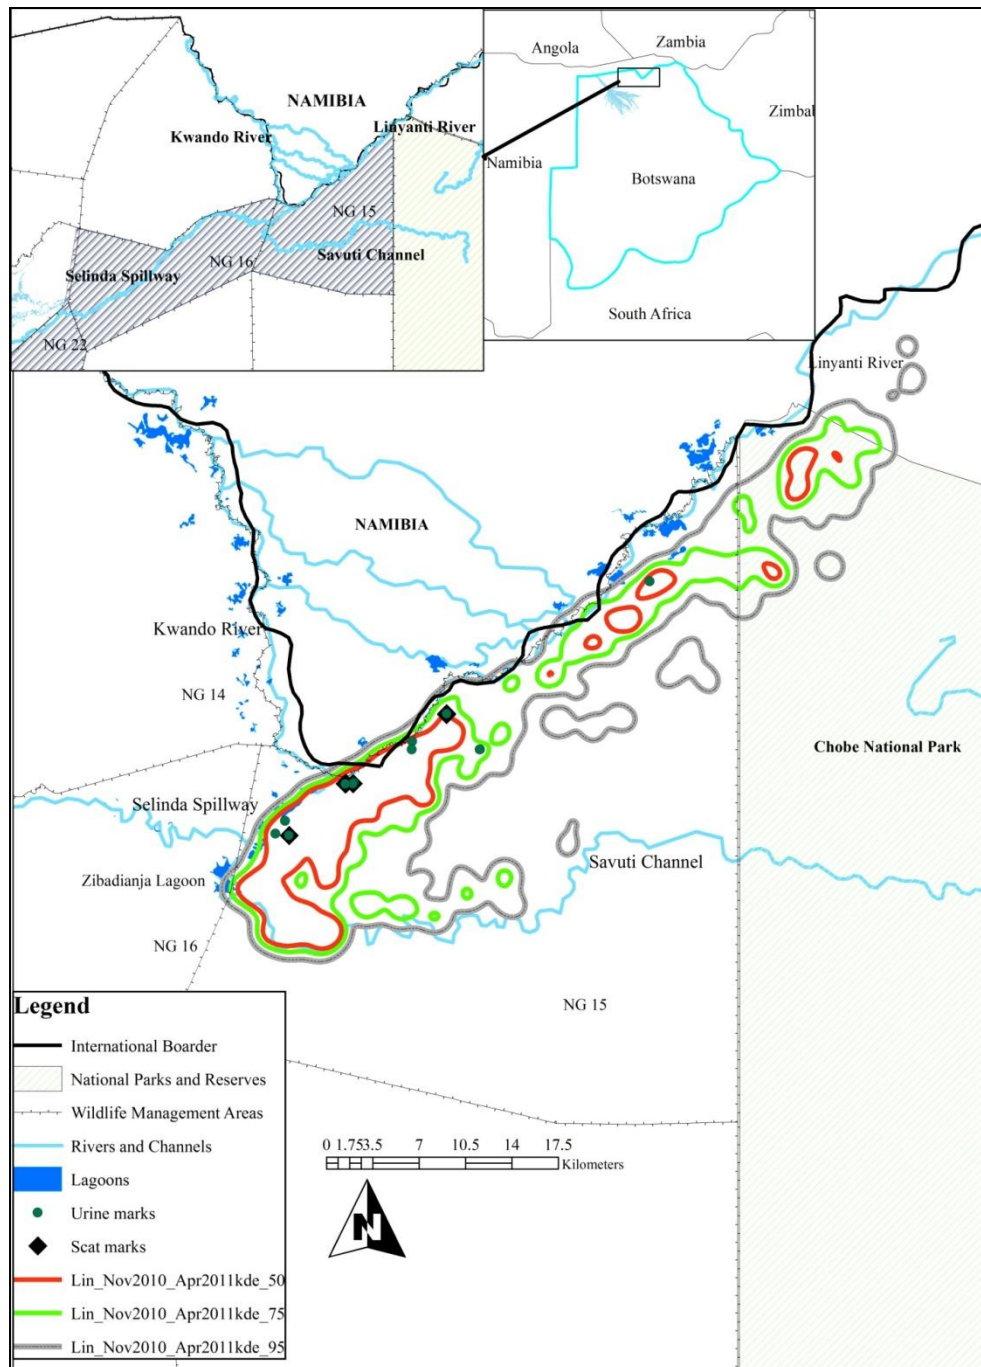 NAMIBIA
Kwando River
Linyanti River
NG 15
NG 16
Savuti Channel
Selinda Spillway
NG 22
Angola
Zambia
Zimbal
Namibia
Botswana
South Africa
Linyanti River
NAMIBIA
Kwando River
NG 14
Chobe National Park
Selinda Spillway
Savuti Channel
Zibadianja Lagoon
NG 16
NG 15
Legend
International Boarder
National Parks and Reserves
Wildlife Management Areas
Rivers and Channels
Lagoons
Urine marks
Scat marks
Lin_Nov2010_Apr2011kde_50
Lin_Nov2010_Apr2011kde_75
Lin_Nov2010_Apr2011kde_95
0 1.753.5 7 10.5 14 17.5
Kilometers
N